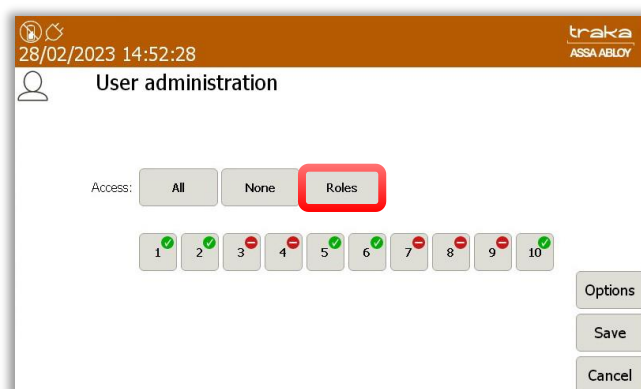 traka
28/02/2023 14:52:28
ASSA ABLOY
User administration
Access: All None Roles
1 2 3 4 5 6 7 8 9 10
Options
Save
Cancel